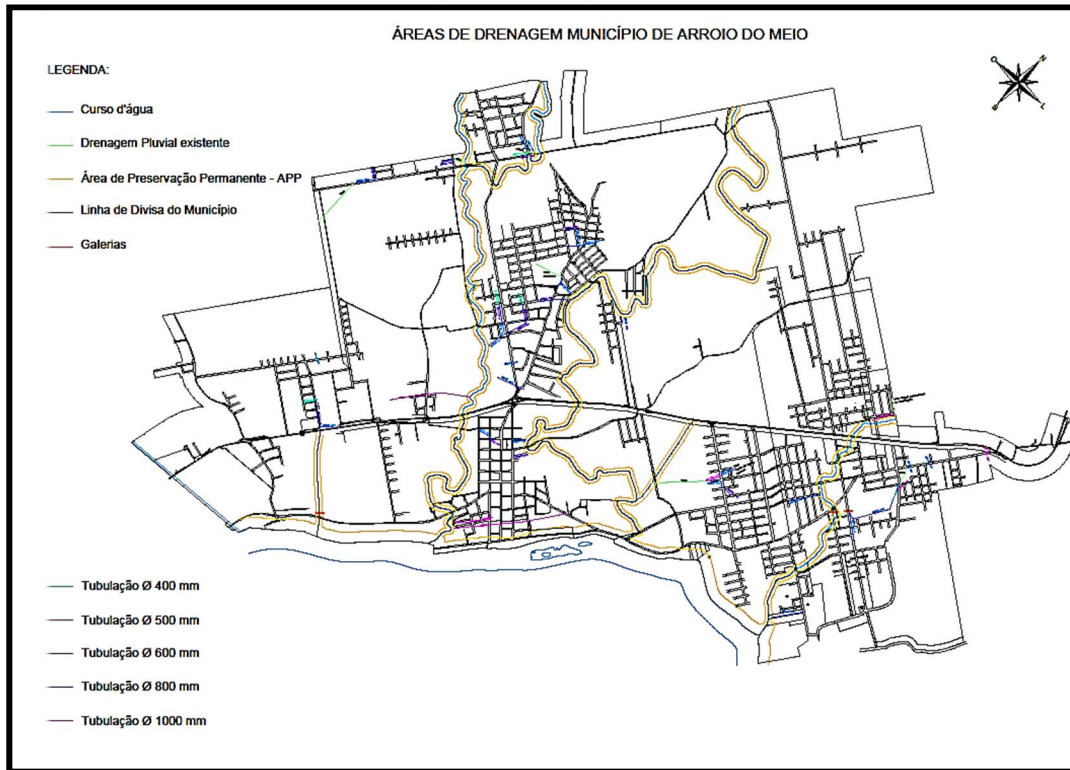 ÁREAS DE DRENAGEM MUNICÍPIO DE ARROIO DO MEIO
LEGENDA:
Curso d'água
Drenagem Pluvial existente
Área de Preservação Permanente - APP
Linha de Divisa do Município
Galerias
Tubulação Ø 400 mm
Tubulação Ø 500 mm
Tubulação Ø 600 mm
Tubulação Ø 800 mm
Tubulação Ø 1000 mm